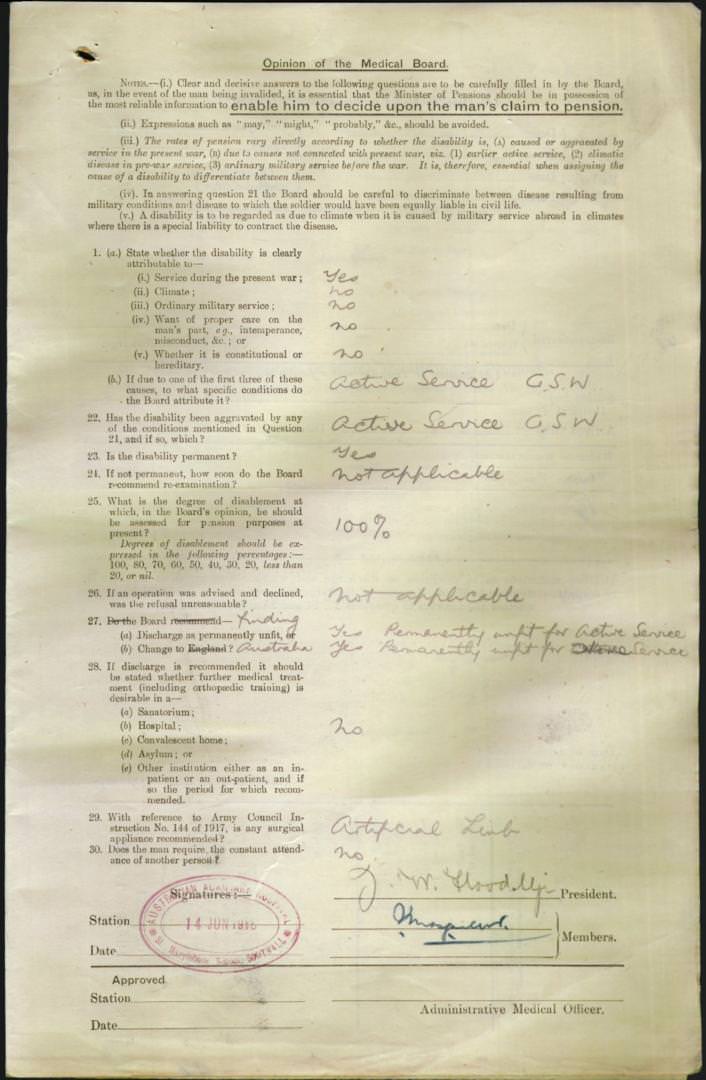 Opinion of the Medical Board.
NOTES.—(i.) Clear and decisive answers to the following questions are to be carefully filled in by the Board,
as, in the event of the man being invalided, it is essential that the Minister of Pensions should be in possession of
the most reliable information to enable him to decide upon the man's claim to pension.
(ii.) Expressions such as "may," "might," "probably," &c., should be avoided.
(iii.) The rates of pension vary directly according to whether the disability is, (A) caused or aggravated by
service in the present war, (B) due to causes not connected with present war, viz. (1) earlier active service, (2) climatic
disease in pre-war service, (3) ordinary military service before the war. It is, therefore, essential when assigning the
cause of a disability to differentiate between them.
(iv). In answering question 21 the Board should be careful to discriminate between disease resulting from
military conditions and disease to which the soldier would have been equally liable in civil life.
(v.) A disability is to be regarded as due to climate when it is caused by military service abroad in climates
where there is a special liability to contract the disease.
1. (a.) State whether the disability is clearly
attributable to—
(i.) Service during the present war; Yes
(ii.) Climate; no
(iii.) Ordinary military service; no
(iv.) Want of proper care on the
man's part, e.g., intemperance, no
misconduct, &c.; or
(v.) Whether it is constitutional or no
hereditary.
(b.) If due to one of the first three of these Active Service G.S.W
causes, to what specific conditions do
the Board attribute it?
22. Has the disability been aggravated by any
of the conditions mentioned in Question Active Service G.S.W
21, and if so, which?
23. Is the disability permanent? Yes
24. If not permanent, how soon do the Board not applicable
recommend re-examination?
25. What is the degree of disablement at
which, in the Board's opinion, he should
be assessed for pension purposes at 100%
present?
Degrees of disablement should be ex-
pressed in the following percentages:—
100, 80, 70, 60, 50, 40, 30, 20, less than
20, or nil.
26. If an operation was advised and declined, not applicable
was the refusal unreasonable?
27. Do the Board recommend— finding
(a) Discharge as permanently unfit, or Yes Permanently unfit for Active Service
(b) Change to England? Australia Yes Permanently unfit for Home Service
28. If discharge is recommended it should
be stated whether further medical treat-
ment (including orthopædic training) is
desirable in a—
(a) Sanatorium;
(b) Hospital; no
(c) Convalescent home;
(d) Asylum; or
(e) Other institution either as an in-
patient or an out-patient, and if
so the period for which recom-
mended.
29. With reference to Army Council In-
struction No. 144 of 1917, is any surgical Artificial Limb
appliance recommended?
30. Does the man require the constant attend- no
ance of another person?
Signatures:— J. W. Flood Mjr President.
AUSTRALIAN AUXILIARY HOSPITAL
14 JUN 1918
SOUTHALL
Station
Members.
Date
Approved
Station
Administrative Medical Officer.
Date